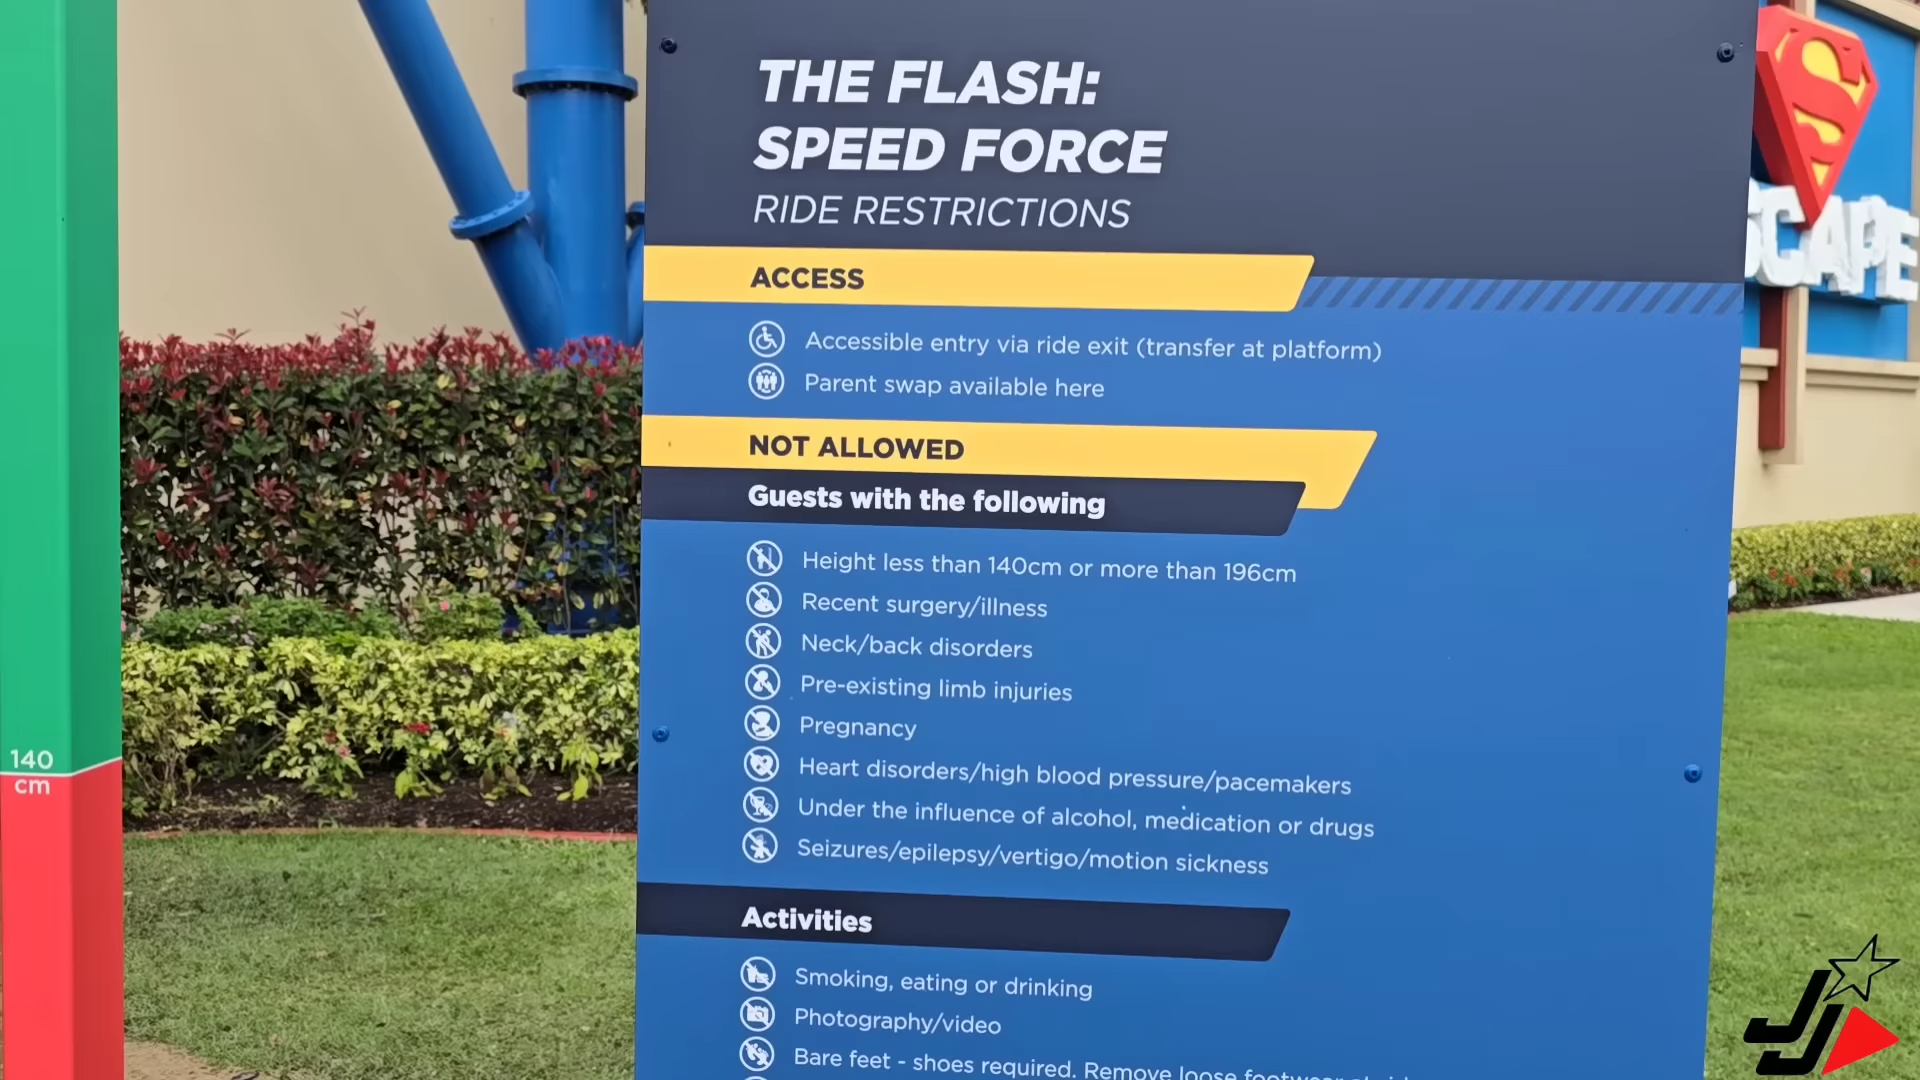 THE FLASH:
SPEED FORCE
RIDE RESTRICTIONS
ACCESS
Accessible entry via ride exit (transfer at platform)
Parent swap available here
NOT ALLOWED
Guests with the following
Height less than 140cm or more than 196cm
Recent surgery/illness
Neck/back disorders
Pre-existing limb injuries
Pregnancy
Heart disorders/high blood pressure/pacemakers
Under the influence of alcohol, medication or drugs
Seizures/epilepsy/vertigo/motion sickness
Activities
Smoking, eating or drinking
Photography/video
Bare feet - shoes required. Remove loose footwear
140
cm
S
SCAPE
JJ